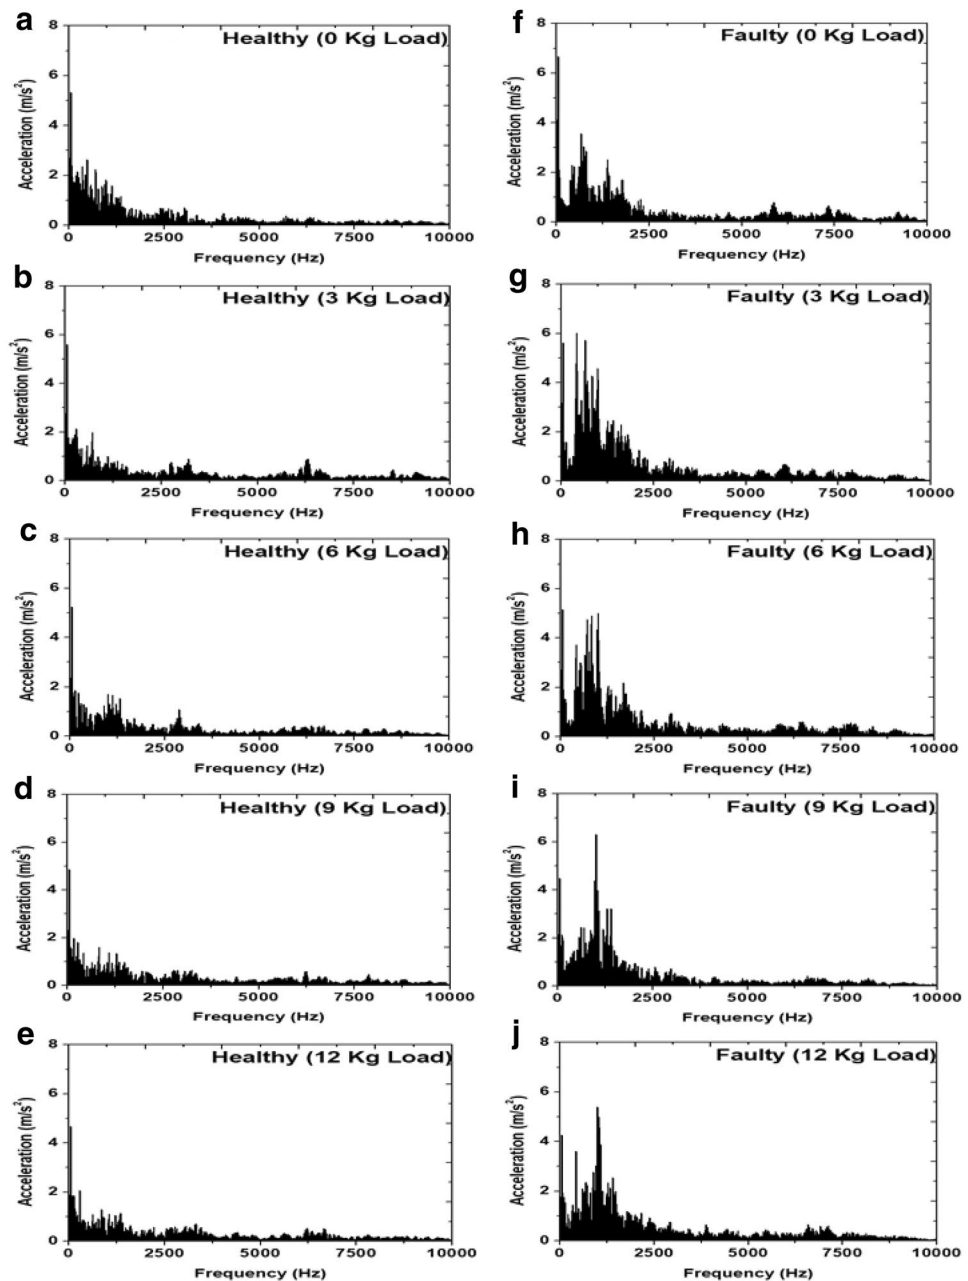 a
Healthy (0 Kg Load)
8
6
4
2
0
Acceleration (m/s²)
0 2500 5000 7500 10000
Frequency (Hz)
f
Faulty (0 Kg Load)
8
6
4
2
0
Acceleration (m/s²)
0 2500 5000 7500 10000
Frequency (Hz)
b
Healthy (3 Kg Load)
8
6
4
2
0
Acceleration (m/s²)
0 2500 5000 7500 10000
Frequency (Hz)
g
Faulty (3 Kg Load)
8
6
4
2
0
Acceleration (m/s²)
0 2500 5000 7500 10000
Frequency (Hz)
c
Healthy (6 Kg Load)
8
6
4
2
0
Acceleration (m/s²)
0 2500 5000 7500 10000
Frequency (Hz)
h
Faulty (6 Kg Load)
8
6
4
2
0
Acceleration (m/s²)
0 2500 5000 7500 10000
Frequency (Hz)
d
Healthy (9 Kg Load)
8
6
4
2
0
Acceleration (m/s²)
0 2500 5000 7500 10000
Frequency (Hz)
i
Faulty (9 Kg Load)
8
6
4
2
0
Acceleration (m/s²)
0 2500 5000 7500 10000
Frequency (Hz)
e
Healthy (12 Kg Load)
8
6
4
2
0
Acceleration (m/s²)
0 2500 5000 7500 10000
Frequency (Hz)
j
Faulty (12 Kg Load)
8
6
4
2
0
Acceleration (m/s²)
0 2500 5000 7500 10000
Frequency (Hz)